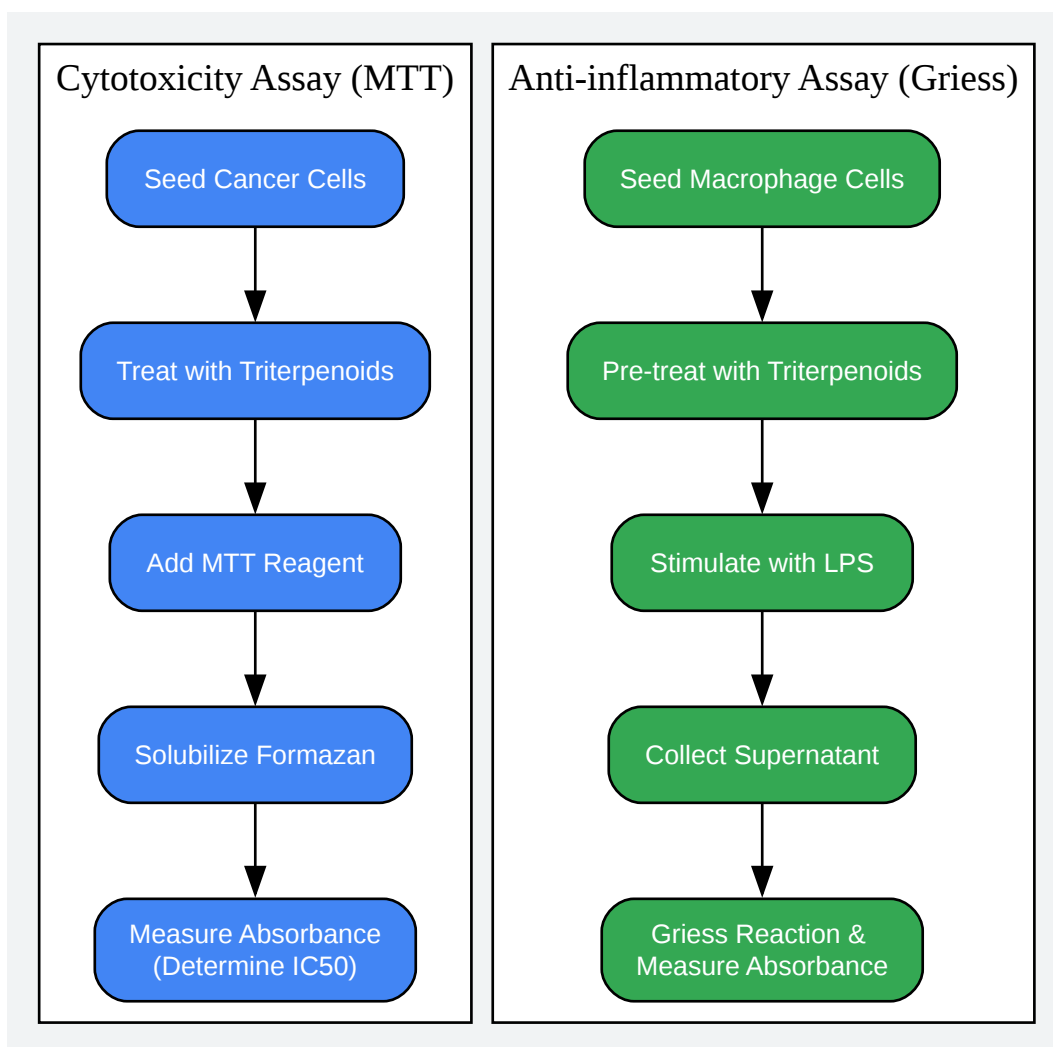 Cytotoxicity Assay (MTT)
Seed Cancer Cells
Treat with Triterpenoids
Add MTT Reagent
Solubilize Formazan
Measure Absorbance
(Determine IC50)
Anti-inflammatory Assay (Griess)
Seed Macrophage Cells
Pre-treat with Triterpenoids
Stimulate with LPS
Collect Supernatant
Griess Reaction &
Measure Absorbance